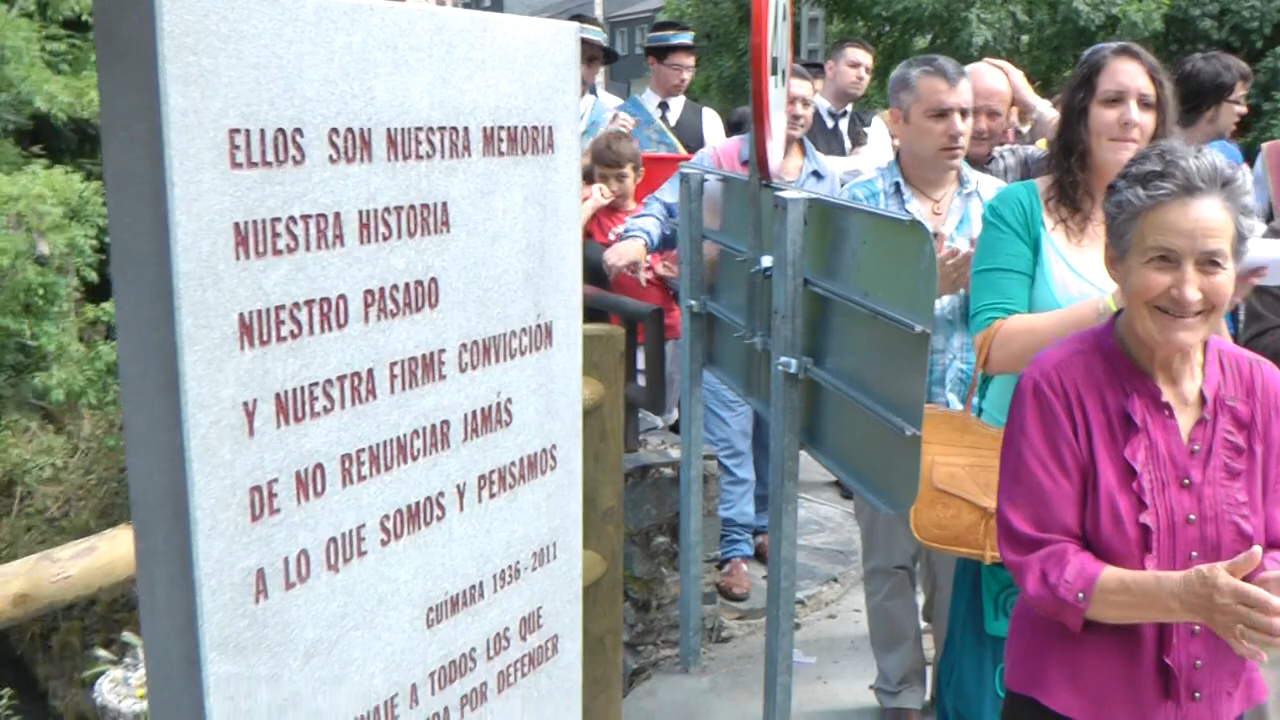 ELLOS SON NUESTRA MEMORIA
NUESTRA HISTORIA
NUESTRO PASADO
Y NUESTRA FIRME CONVICCIÓN
DE NO RENUNCIAR JAMÁS
A LO QUE SOMOS Y PENSAMOS
GUÍMARA 1936-2011
A TODOS LOS QUE
POR DEFENDER